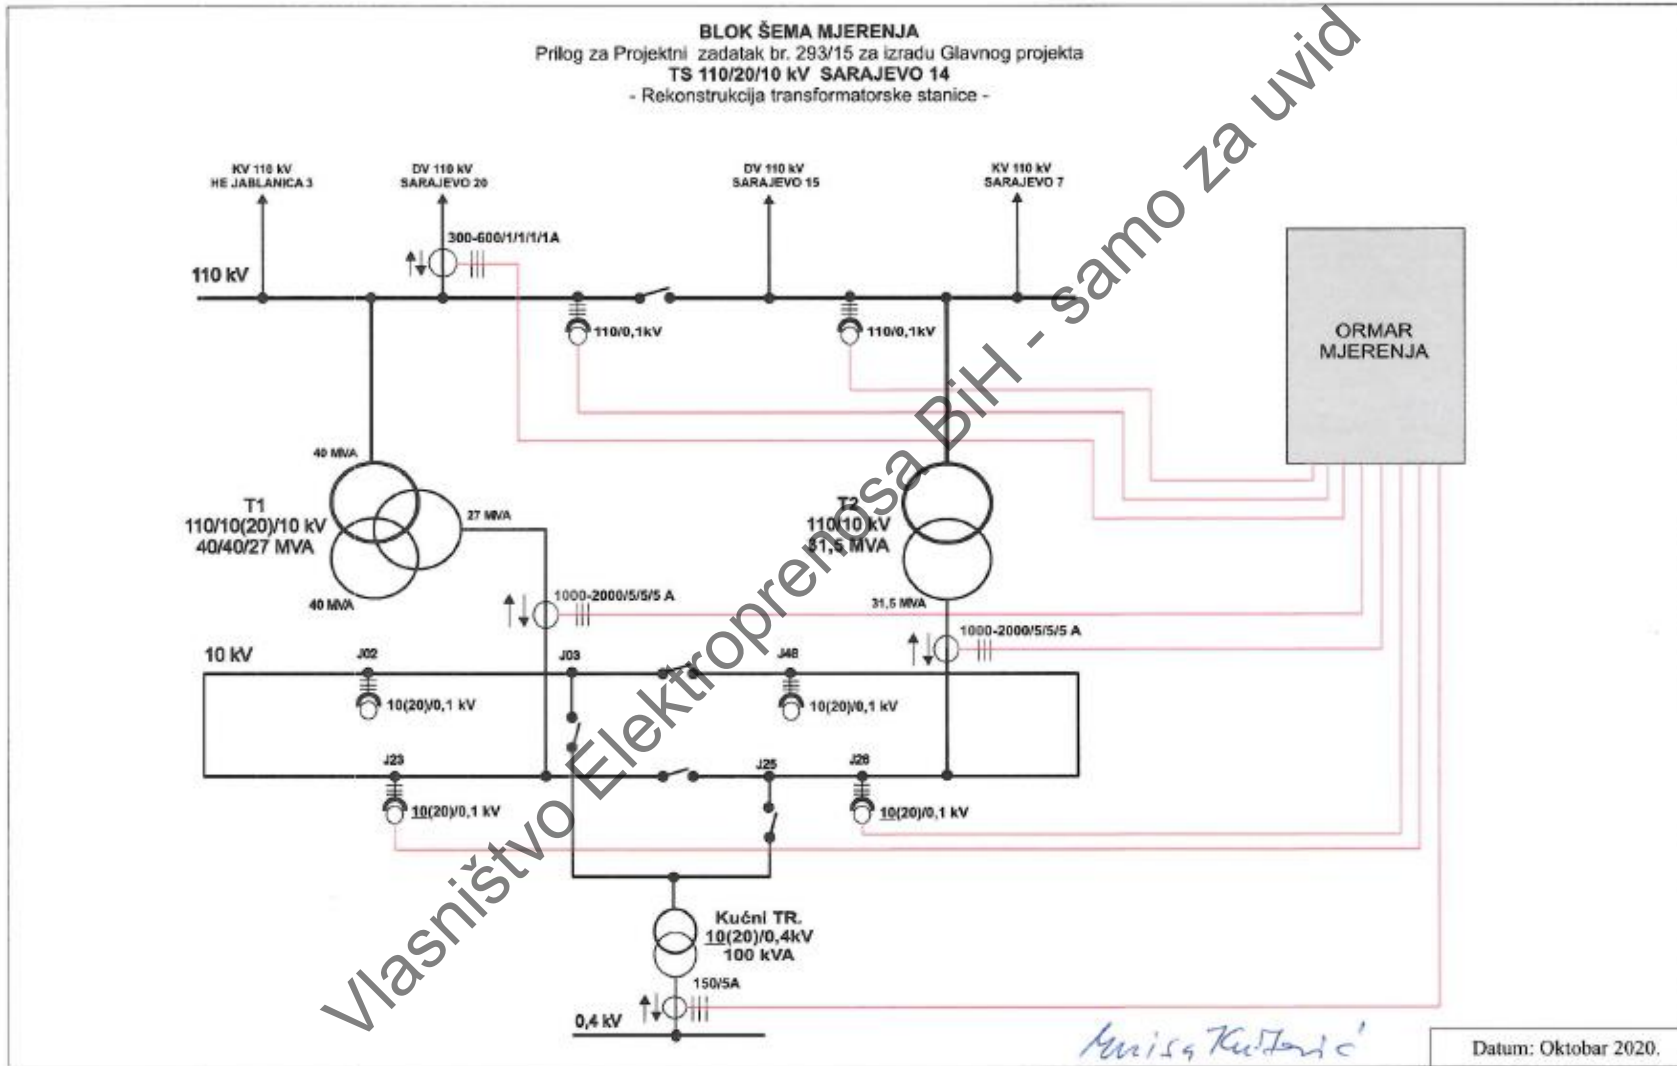 BLOK ŠEMA MJERENJA
Prilog za Projektni zadatak br. 293/15 za izradu Glavnog projekta
TS 110/20/10 kV SARAJEVO 14
- Rekonstrukcija transformatorske stanice -
KV 110 kV
HE JABLANICA 3
DV 110 kV
SARAJEVO 20
DV 110 kV
SARAJEVO 15
KV 110 kV
SARAJEVO 7
300-600/1/1/1/1A
110 kV
110/0,1kV
110/0,1kV
ORMAR
MJERENJA
40 MVA
T1
110/10(20)/10 kV
40/40/27 MVA
27 MVA
40 MVA
T2
110/10 kV
31,5 MVA
31,5 MVA
1000-2000/5/5/5 A
1000-2000/5/5/5 A
10 kV
J02
J03
J48
10(20)/0,1 kV
10(20)/0,1 kV
J23
J25
J26
10(20)/0,1 kV
10(20)/0,1 kV
Kućni TR.
10(20)/0,4kV
100 kVA
150/5A
0,4 kV
Datum: Oktobar 2020.
Vlasništvo Elektroprenosa BiH - samo za uvid